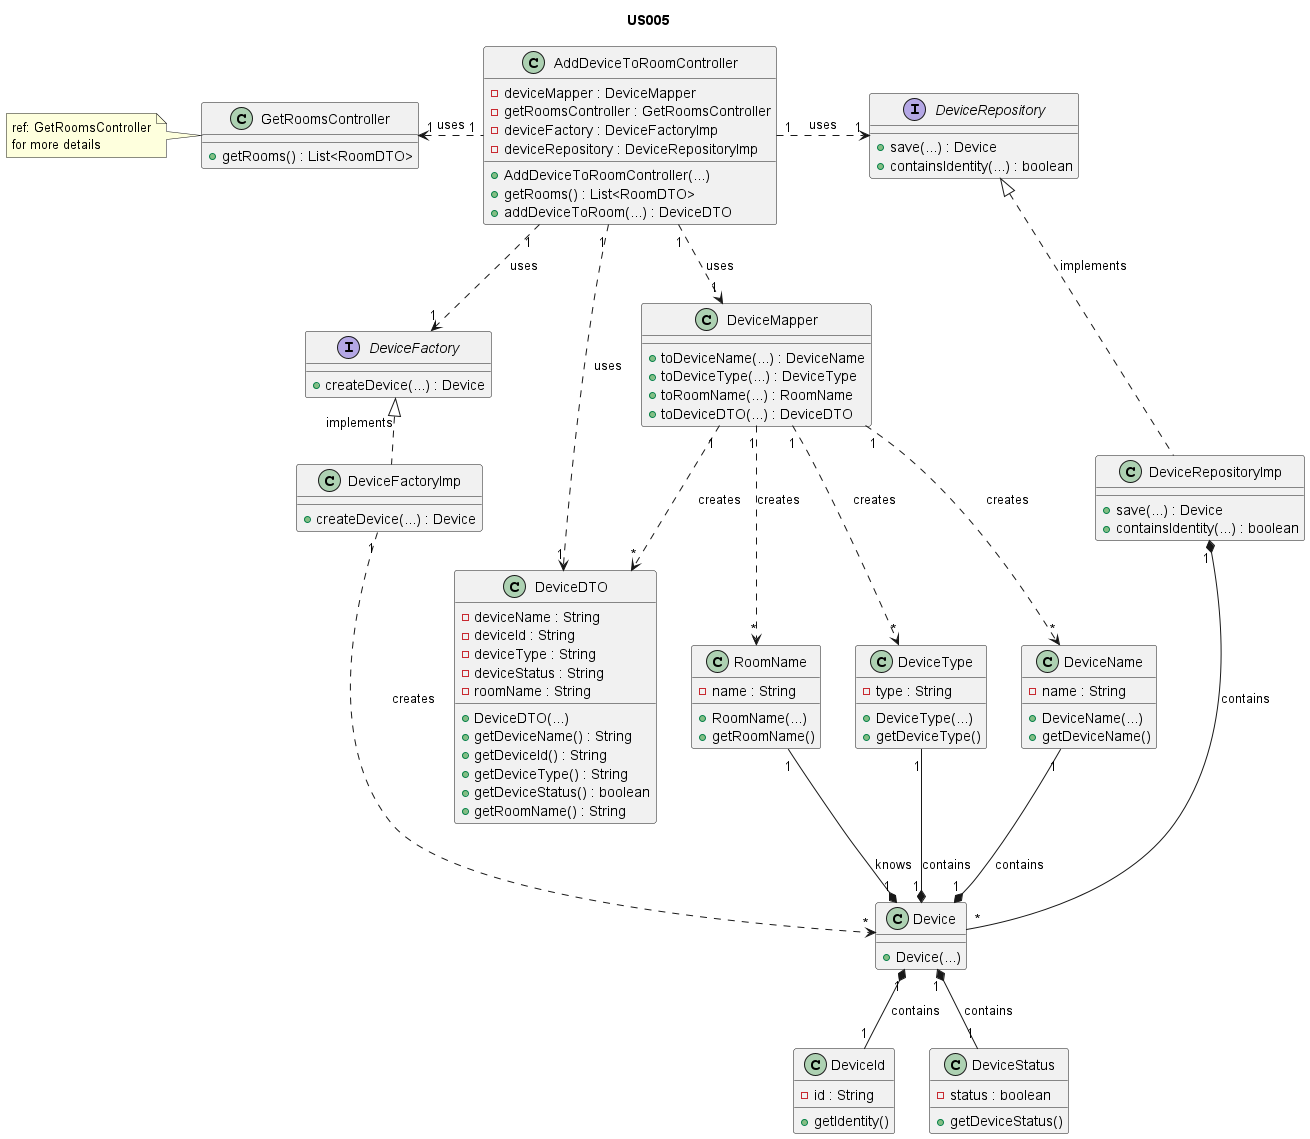 US005
C AddDeviceToRoomController
deviceMapper : DeviceMapper
getRoomsController : GetRoomsController
deviceFactory : DeviceFactoryImp
deviceRepository : DeviceRepositoryImp
AddDeviceToRoomController(...)
getRooms() : List<RoomDTO>
addDeviceToRoom(...) : DeviceDTO
ref: GetRoomsController
for more details
C GetRoomsController
getRooms() : List<RoomDTO>
1 uses 1
1 uses 1
I DeviceRepository
save(...) : Device
containsIdentity(...) : boolean
1
uses
1
1
uses
1
1
uses
1
implements
I DeviceFactory
createDevice(...) : Device
implements
C DeviceMapper
toDeviceName(...) : DeviceName
toDeviceType(...) : DeviceType
toRoomName(...) : RoomName
toDeviceDTO(...) : DeviceDTO
C DeviceFactoryImp
createDevice(...) : Device
1
creates
*
1
creates
*
1
creates
*
1
creates
*
1
creates
*
C DeviceRepositoryImp
save(...) : Device
containsIdentity(...) : boolean
1
contains
*
C DeviceDTO
deviceName : String
deviceId : String
deviceType : String
deviceStatus : String
roomName : String
DeviceDTO(...)
getDeviceName() : String
getDeviceId() : String
getDeviceType() : String
getDeviceStatus() : boolean
getRoomName() : String
C RoomName
name : String
RoomName(...)
getRoomName()
C DeviceType
type : String
DeviceType(...)
getDeviceType()
C DeviceName
name : String
DeviceName(...)
getDeviceName()
1
knows
1
1
contains
1
1
contains
1
C Device
Device(...)
1
contains
1
1
contains
1
C DeviceId
id : String
getIdentity()
C DeviceStatus
status : boolean
getDeviceStatus()